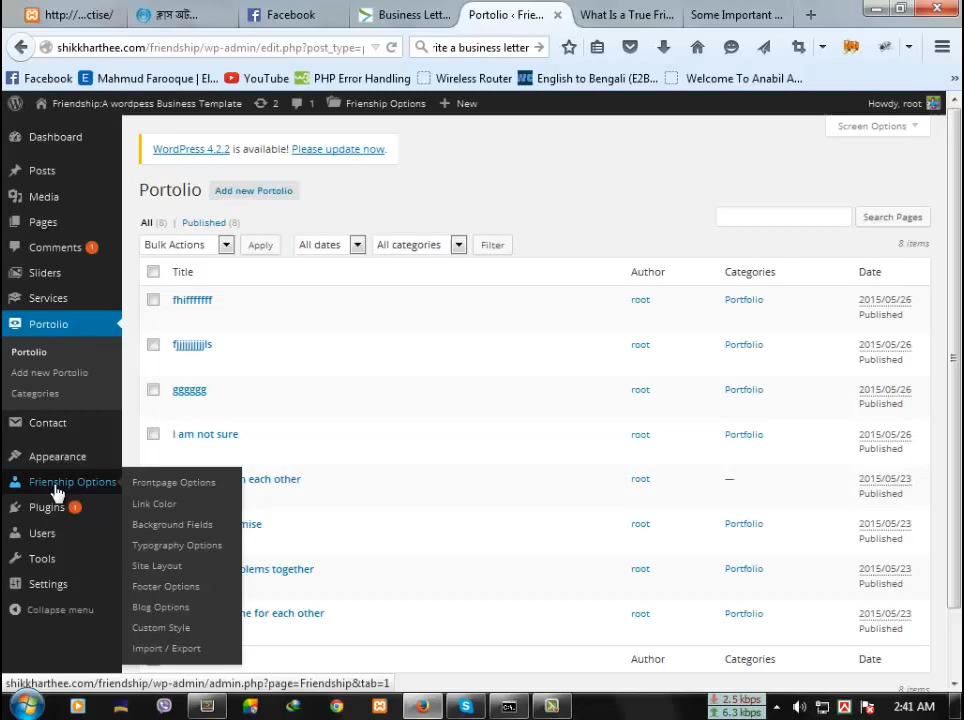 http://...ctise/
ক্লাস অট...
Facebook
Business Lett...
Portolio ‹ Frie...
What Is a True Fri...
Some Important ...
shikkharthee.com/friendship/wp-admin/edit.php?post_type=
ite a business letter
Facebook
Mahmud Farooque | El...
YouTube
PHP Error Handling
Wireless Router
English to Bengali (E2B...
Welcome To Anabil A...
Friendship:A wordpess Business Template
2
1
Frienship Options
New
Howdy, root
Dashboard
Posts
Media
Pages
Comments 1
Sliders
Services
Portolio
Portolio
Add new Portolio
Categories
Contact
Appearance
Frienship Options
Plugins 1
Users
Tools
Settings
Collapse menu
Frontpage Options
Link Color
Background Fields
Typography Options
Site Layout
Footer Options
Blog Options
Custom Style
Import / Export
Screen Options
WordPress 4.2.2 is available! Please update now.
Portolio Add new Portolio
All (8) | Published (8)
Search Pages
Bulk Actions Apply All dates All categories Filter
8 items
Title Author Categories Date
fhifffffff root Portfolio 2015/05/26
Published
root Portfolio 2015/05/26
Published
gggggg root Portfolio 2015/05/26
Published
I am not sure root Portfolio 2015/05/26
Published
each other root — 2015/05/23
Published
mise root Portfolio 2015/05/23
Published
blems together root Portfolio 2015/05/23
Published
e for each other root Portfolio 2015/05/23
Published
Author Categories Date
8 items
shikkharthee.com/friendship/wp-admin/admin.php?page=Friendship&tab=1
2.5 kbps
6.3 kbps
2:41 AM